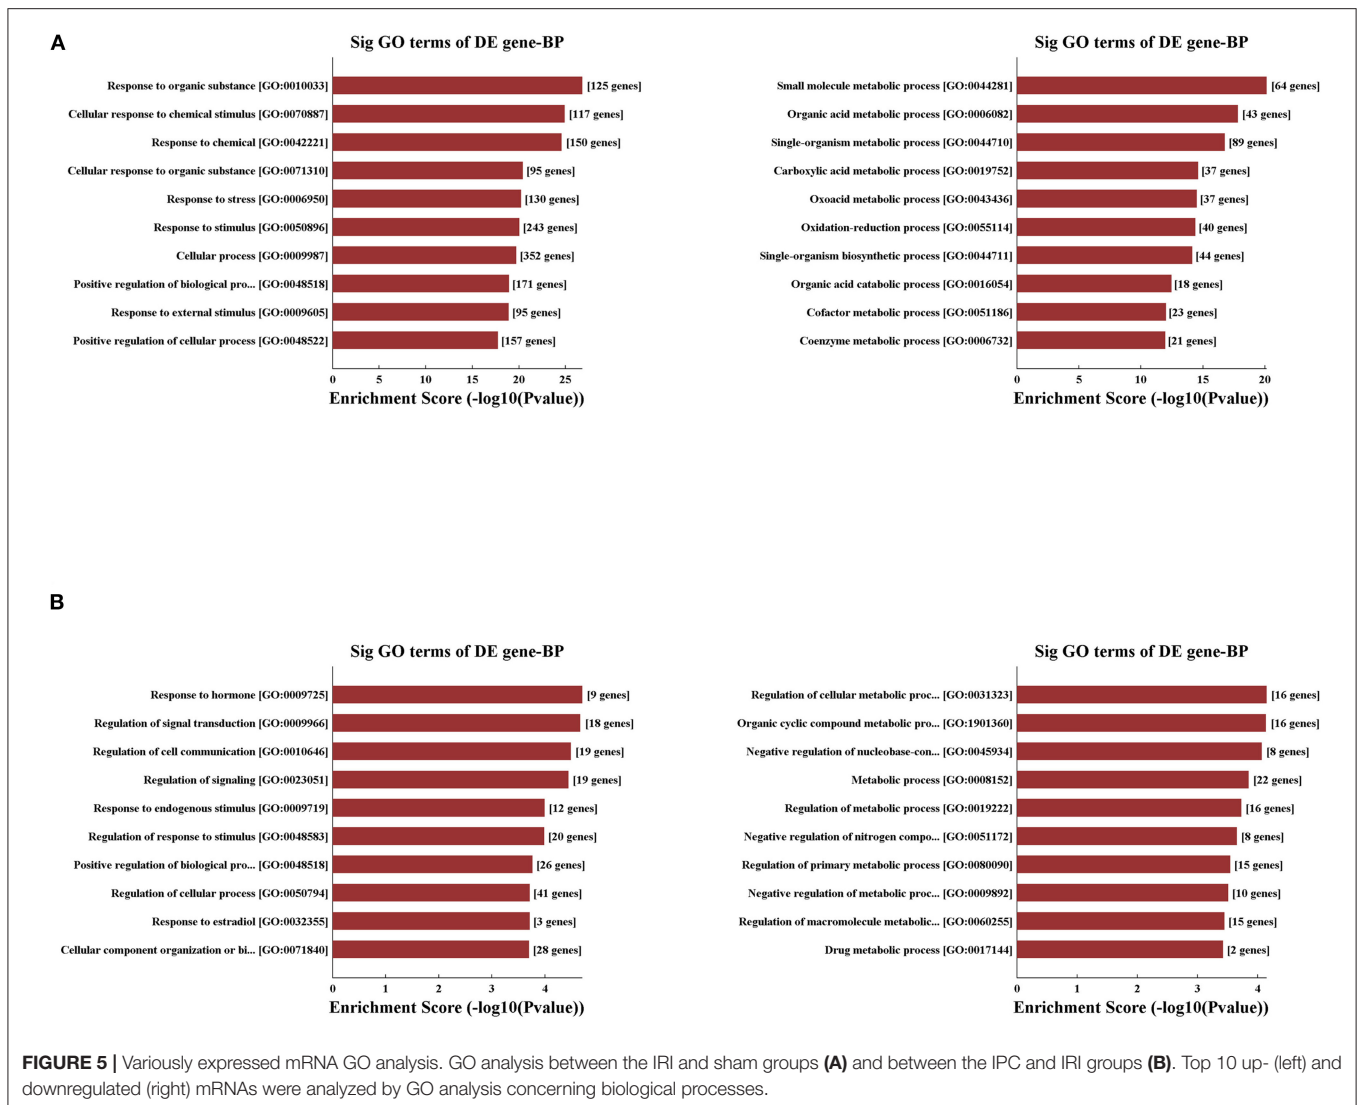 A
Sig GO terms of DE gene-BP
Response to organic substance [GO:0010033] [125 genes]
Cellular response to chemical stimulus [GO:0070887] [117 genes]
Response to chemical [GO:0042221] [150 genes]
Cellular response to organic substance [GO:0071310] [95 genes]
Response to stress [GO:0006950] [130 genes]
Response to stimulus [GO:0050896] [243 genes]
Cellular process [GO:0009987] [352 genes]
Positive regulation of biological pro... [GO:0048518] [171 genes]
Response to external stimulus [GO:0009605] [95 genes]
Positive regulation of cellular process [GO:0048522] [157 genes]
0 5 10 15 20 25
Enrichment Score (-log10(Pvalue))
Sig GO terms of DE gene-BP
Small molecule metabolic process [GO:0044281] [64 genes]
Organic acid metabolic process [GO:0006082] [43 genes]
Single-organism metabolic process [GO:0044710] [89 genes]
Carboxylic acid metabolic process [GO:0019752] [37 genes]
Oxoacid metabolic process [GO:0043436] [37 genes]
Oxidation-reduction process [GO:0055114] [40 genes]
Single-organism biosynthetic process [GO:0044711] [44 genes]
Organic acid catabolic process [GO:0016054] [18 genes]
Cofactor metabolic process [GO:0051186] [23 genes]
Coenzyme metabolic process [GO:0006732] [21 genes]
0 5 10 15 20
Enrichment Score (-log10(Pvalue))
B
Sig GO terms of DE gene-BP
Response to hormone [GO:0009725] [9 genes]
Regulation of signal transduction [GO:0009966] [18 genes]
Regulation of cell communication [GO:0010646] [19 genes]
Regulation of signaling [GO:0023051] [19 genes]
Response to endogenous stimulus [GO:0009719] [12 genes]
Regulation of response to stimulus [GO:0048583] [20 genes]
Positive regulation of biological pro... [GO:0048518] [26 genes]
Regulation of cellular process [GO:0050794] [41 genes]
Response to estradiol [GO:0032355] [3 genes]
Cellular component organization or bi... [GO:0071840] [28 genes]
0 1 2 3 4
Enrichment Score (-log10(Pvalue))
Sig GO terms of DE gene-BP
Regulation of cellular metabolic proc... [GO:0031323] [16 genes]
Organic cyclic compound metabolic pro... [GO:1901360] [16 genes]
Negative regulation of nucleobase-con... [GO:0045934] [8 genes]
Metabolic process [GO:0008152] [22 genes]
Regulation of metabolic process [GO:0019222] [16 genes]
Negative regulation of nitrogen compo... [GO:0051172] [8 genes]
Regulation of primary metabolic process [GO:0080090] [15 genes]
Negative regulation of metabolic proc... [GO:0009892] [10 genes]
Regulation of macromolecule metabolic... [GO:0060255] [15 genes]
Drug metabolic process [GO:0017144] [2 genes]
0 1 2 3 4
Enrichment Score (-log10(Pvalue))
FIGURE 5 | Variously expressed mRNA GO analysis. GO analysis between the IRI and sham groups (A) and between the IPC and IRI groups (B). Top 10 up- (left) and
downregulated (right) mRNAs were analyzed by GO analysis concerning biological processes.